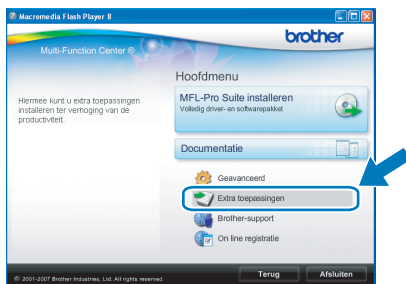 Macromedia Flash Player 8
brother
Multi-Function Center ®
Hoofdmenu
Hiermee kunt u extra toepassingen
installeren ter verhoging van de
productiviteit.
MFL-Pro Suite installeren
Volledig driver- en softwarepakket
Documentatie
Geavanceerd
Extra toepassingen
Brother-support
On line registratie
© 2001-2007 Brother Industries, Ltd. All rights reserved.
Terug
Afsluiten